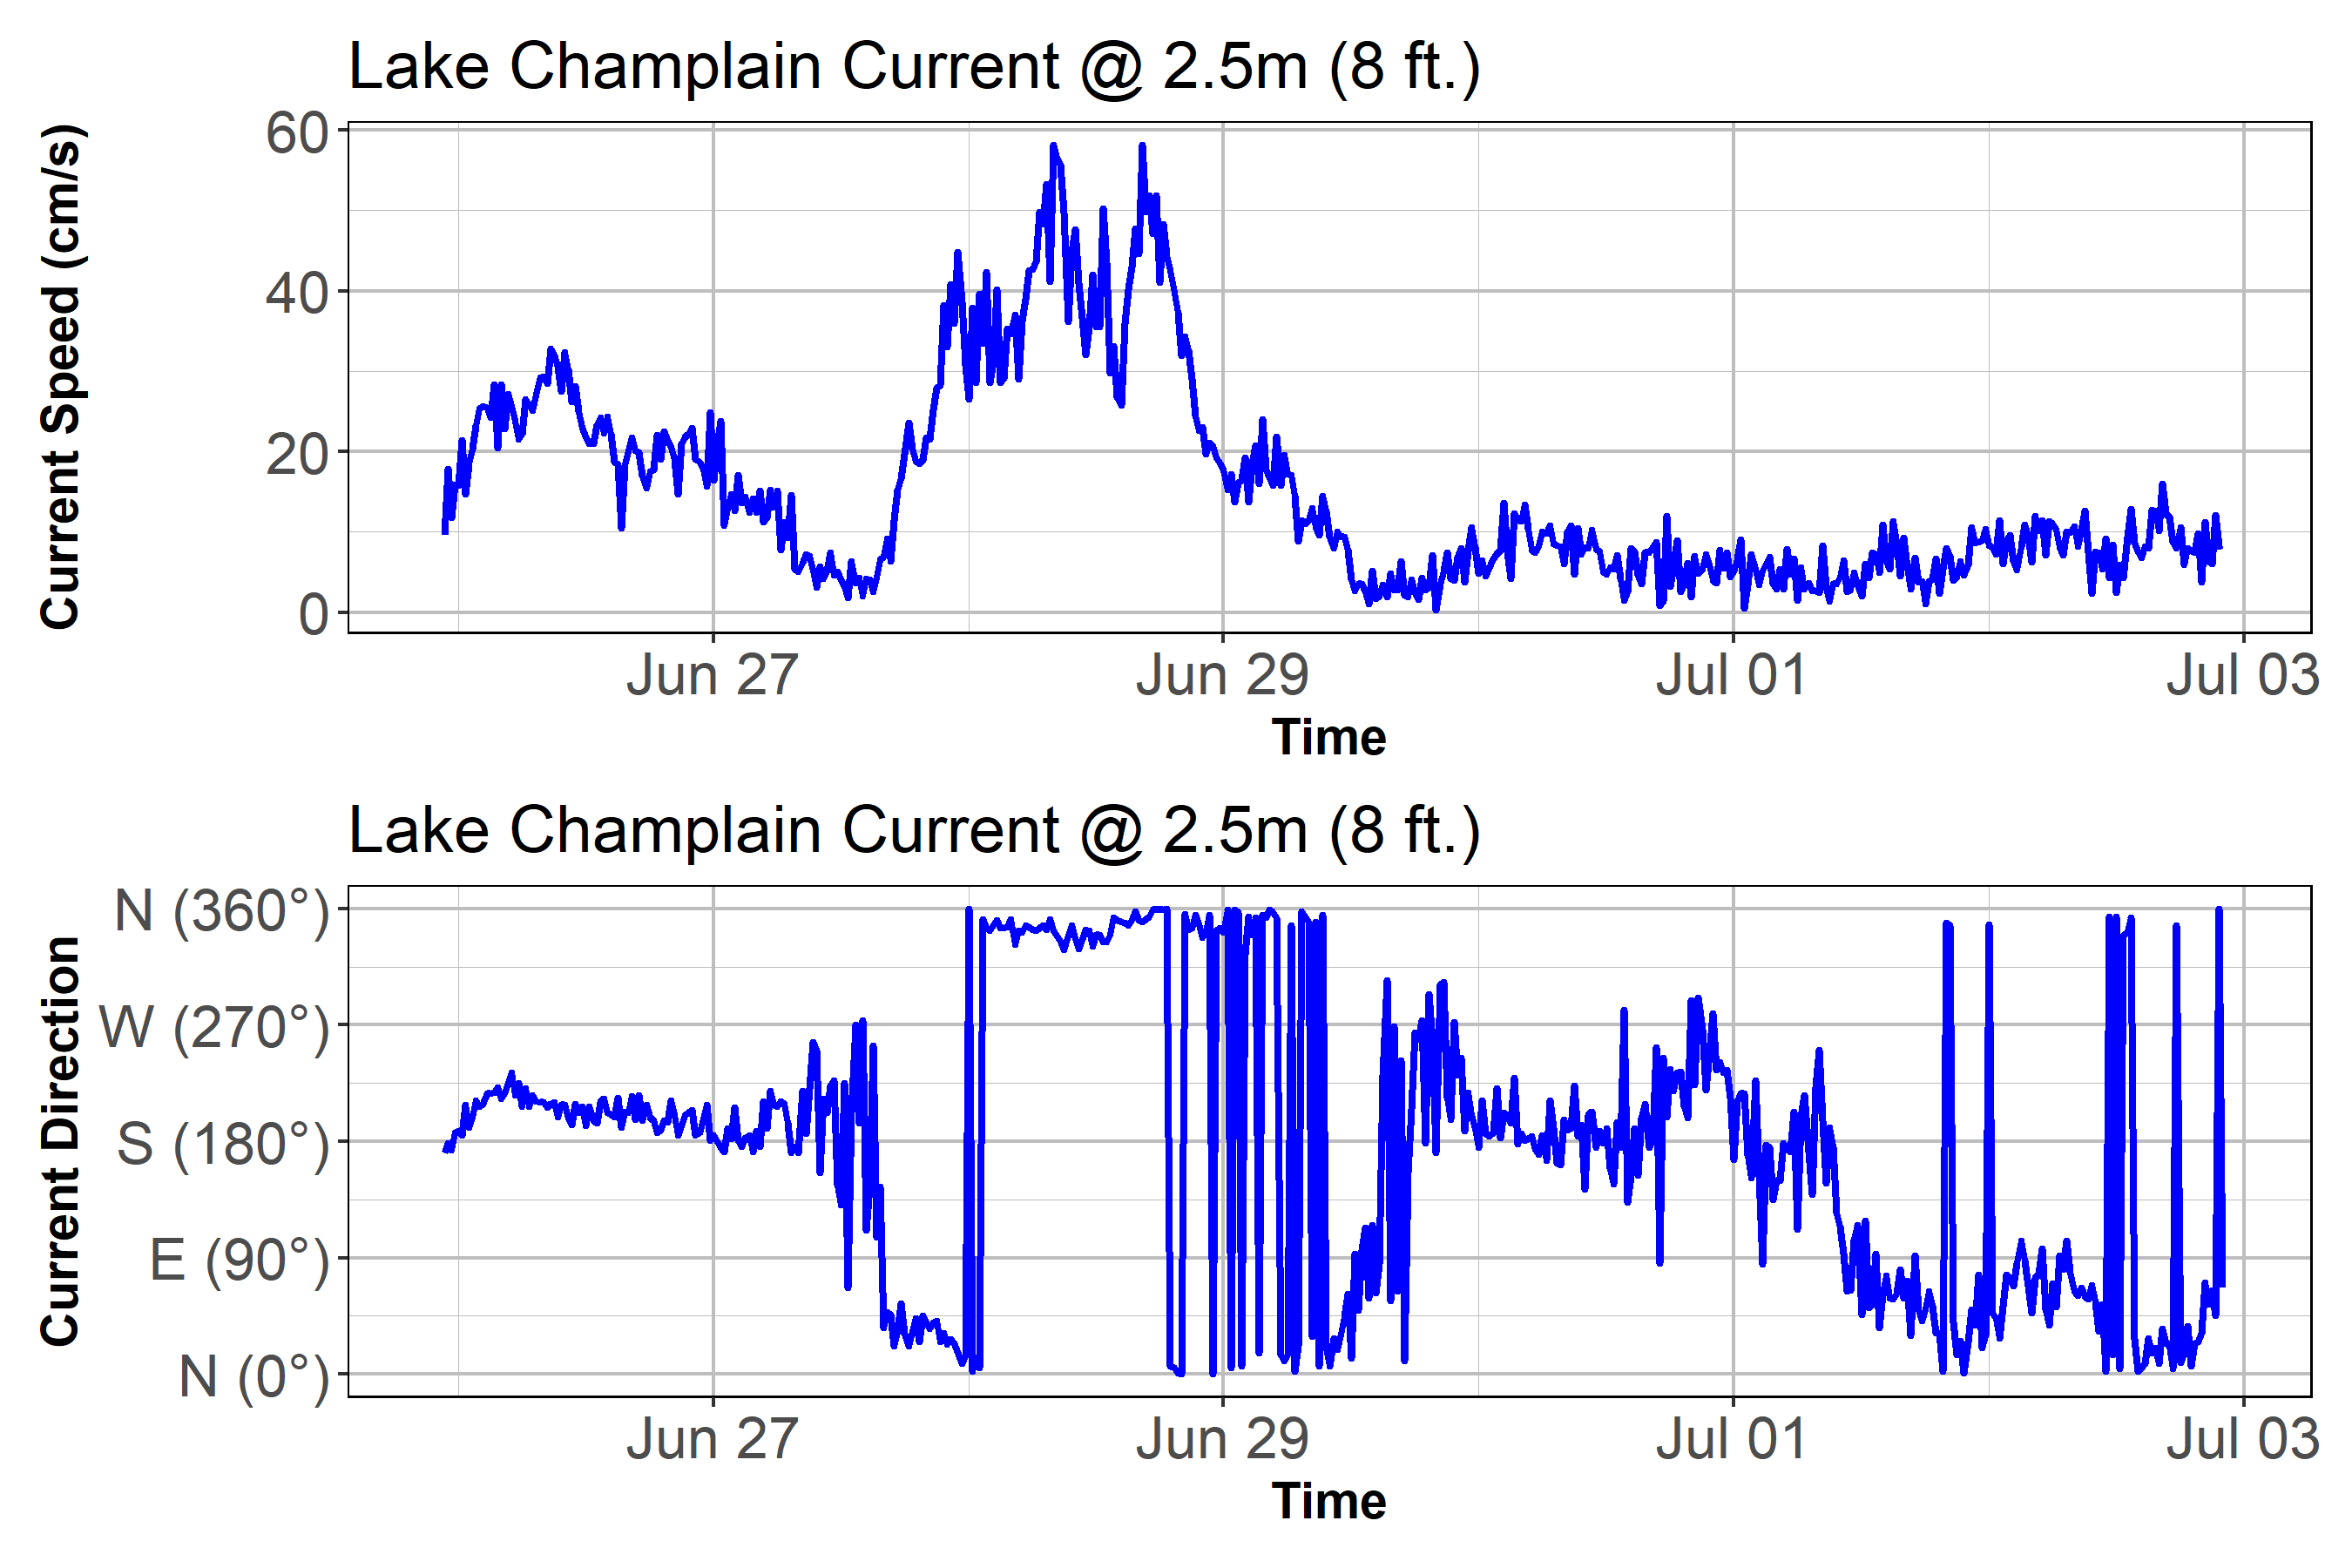 Lake Champlain Current @ 2.5m (8 ft.)
Current Speed (cm/s)
60
40
20
0
Jun 27 Jun 29 Jul 01 Jul 03
Time
Lake Champlain Current @ 2.5m (8 ft.)
Current Direction
N (360°)
W (270°)
S (180°)
E (90°)
N (0°)
Jun 27 Jun 29 Jul 01 Jul 03
Time